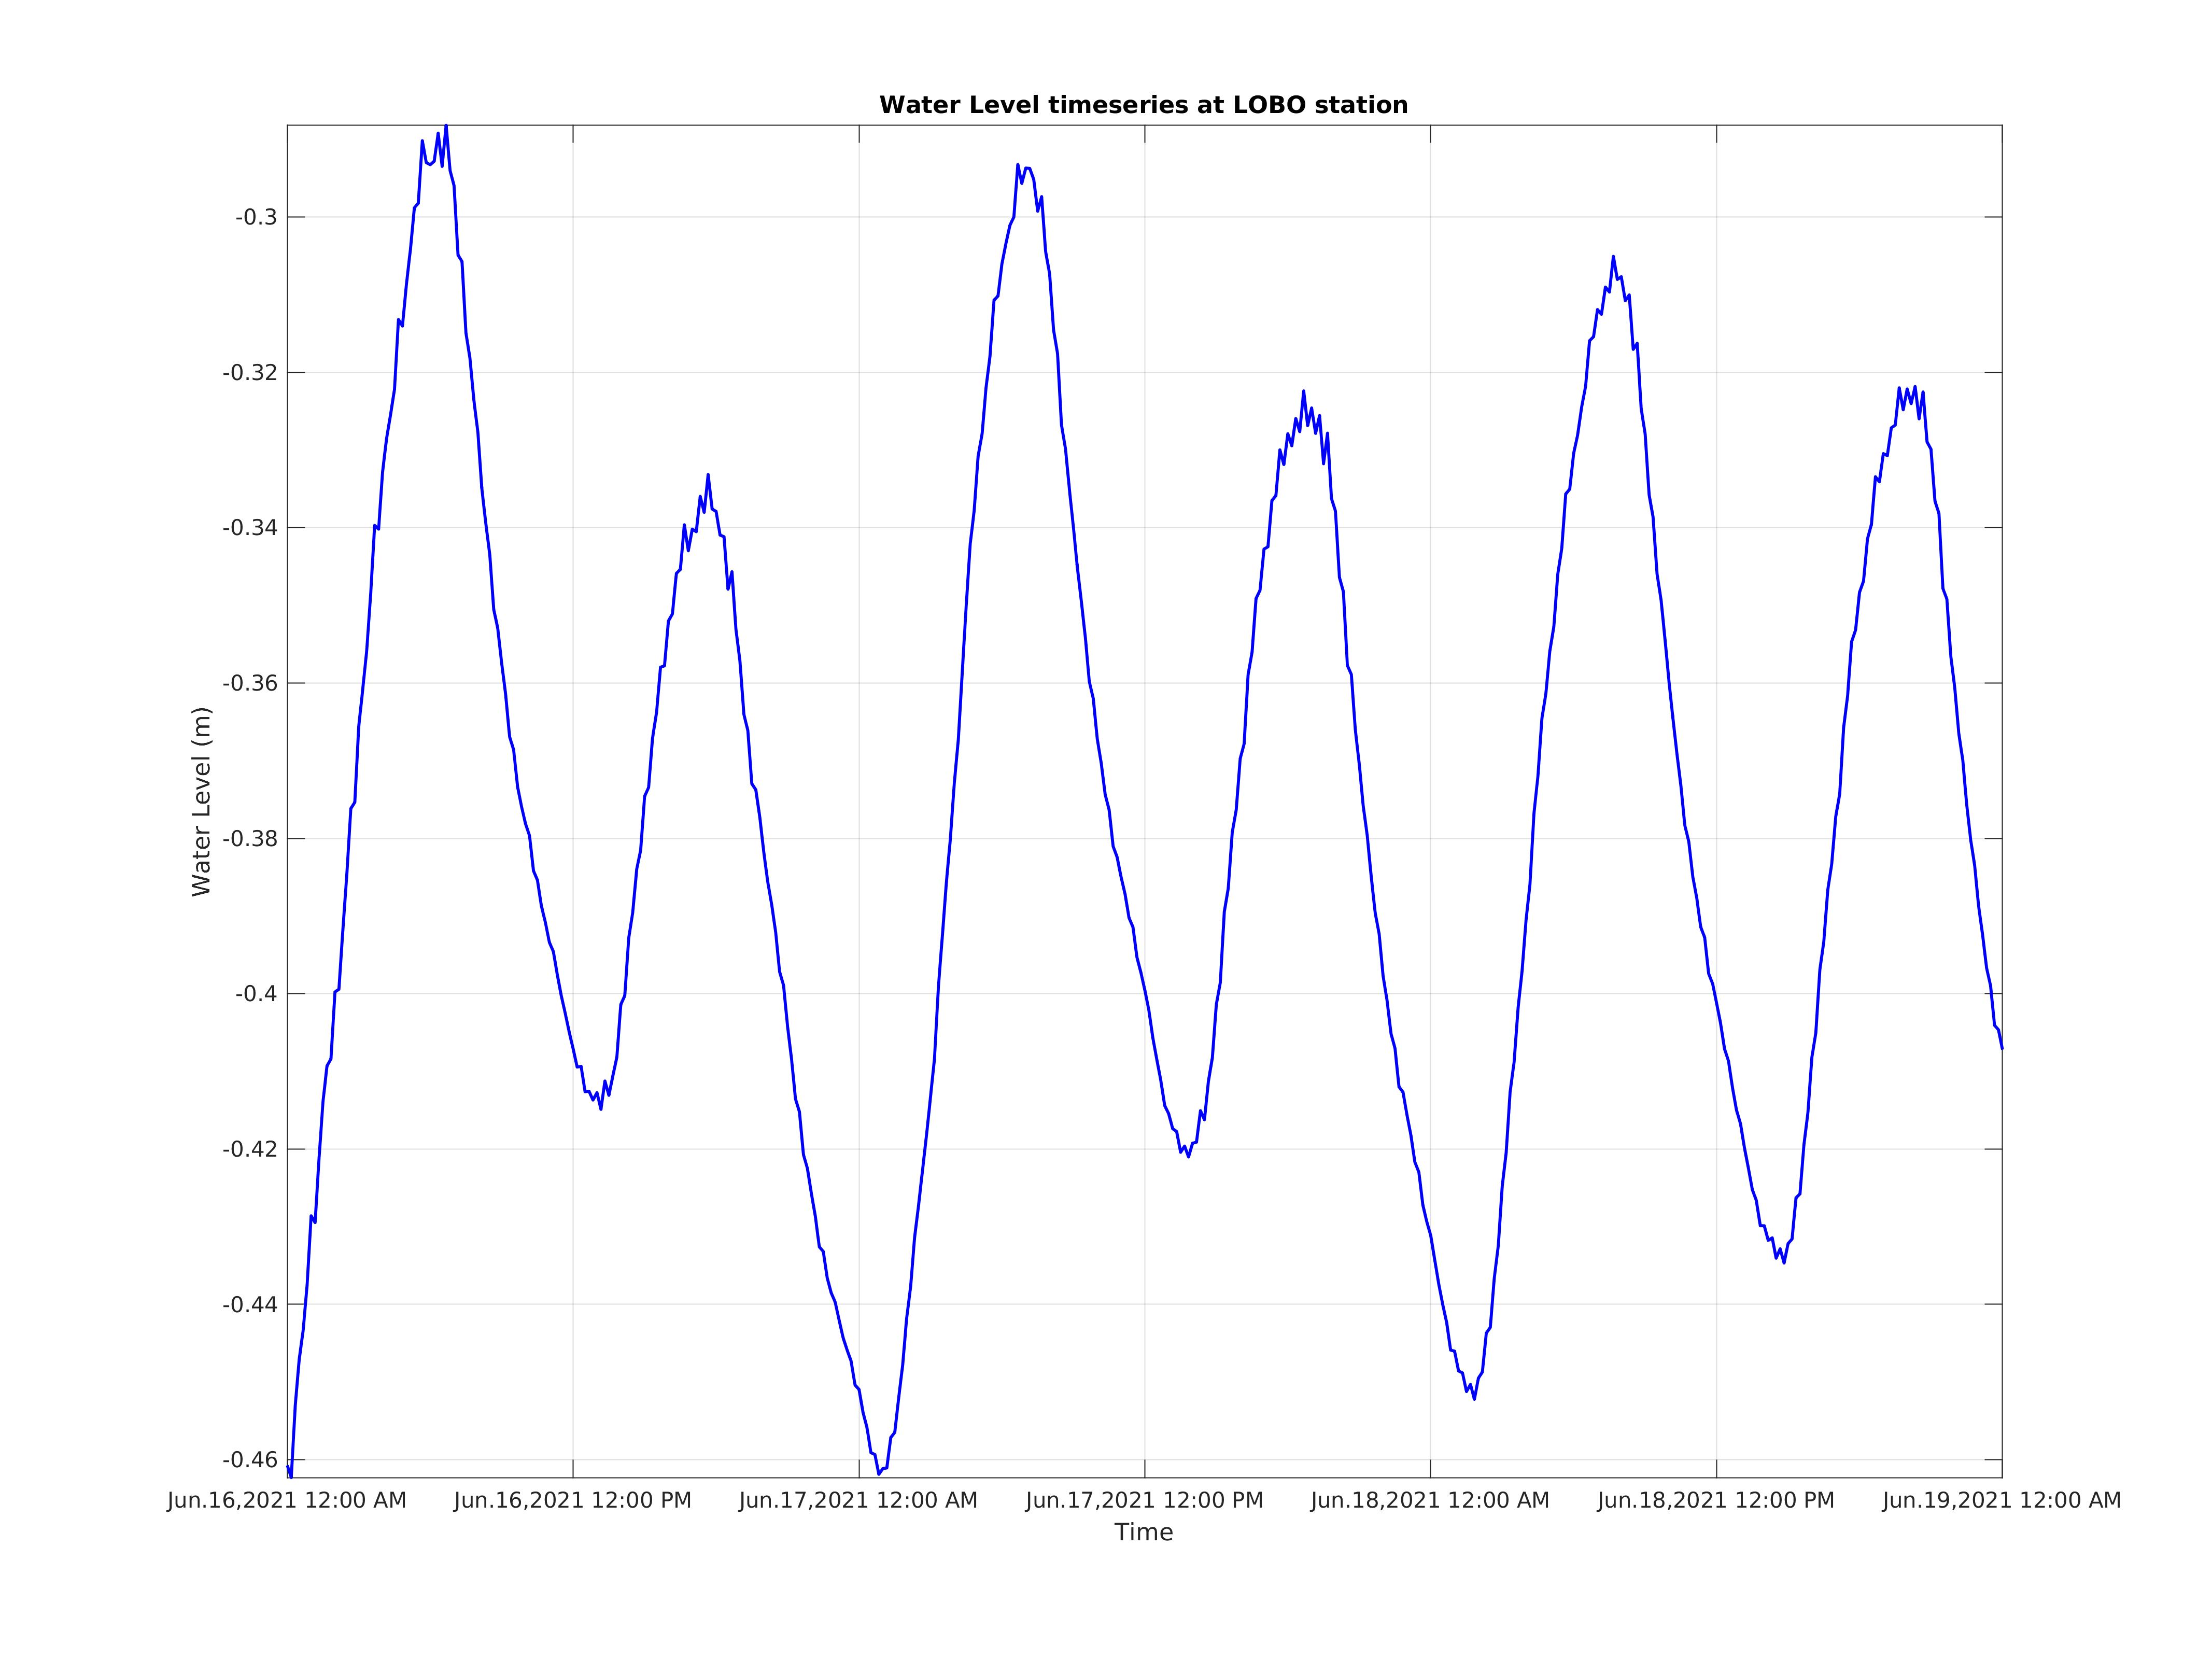 Water Level timeseries at LOBO station
-0.3
-0.32
-0.34
-0.36
-0.38
-0.4
-0.42
-0.44
-0.46
Water Level (m)
Jun.16,2021 12:00 AM
Jun.16,2021 12:00 PM
Jun.17,2021 12:00 AM
Jun.17,2021 12:00 PM
Jun.18,2021 12:00 AM
Jun.18,2021 12:00 PM
Jun.19,2021 12:00 AM
Time